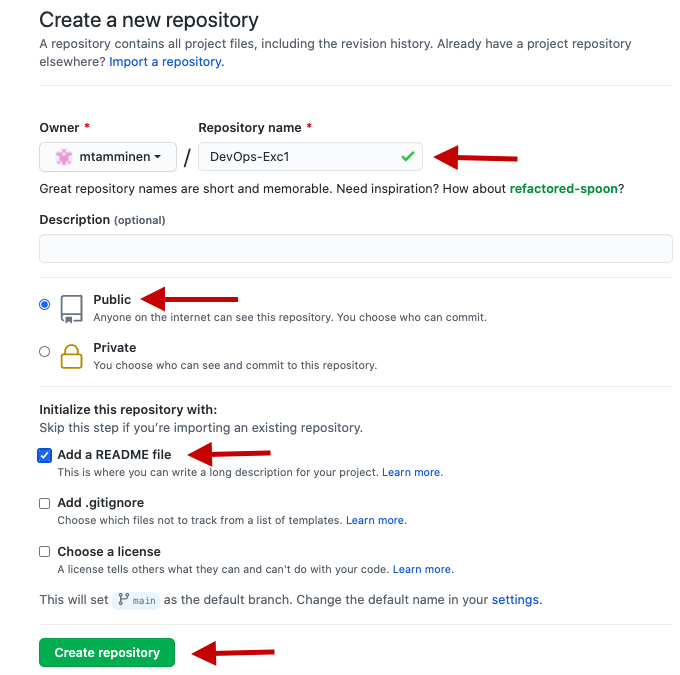 Create a new repository
A repository contains all project files, including the revision history. Already have a project repository
elsewhere? Import a repository.
Owner * Repository name *
mtamminen / DevOps-Exc1
Great repository names are short and memorable. Need inspiration? How about refactored-spoon?
Description (optional)
Public
Anyone on the internet can see this repository. You choose who can commit.
Private
You choose who can see and commit to this repository.
Initialize this repository with:
Skip this step if you’re importing an existing repository.
Add a README file
This is where you can write a long description for your project. Learn more.
Add .gitignore
Choose which files not to track from a list of templates. Learn more.
Choose a license
A license tells others what they can and can't do with your code. Learn more.
This will set main as the default branch. Change the default name in your settings.
Create repository